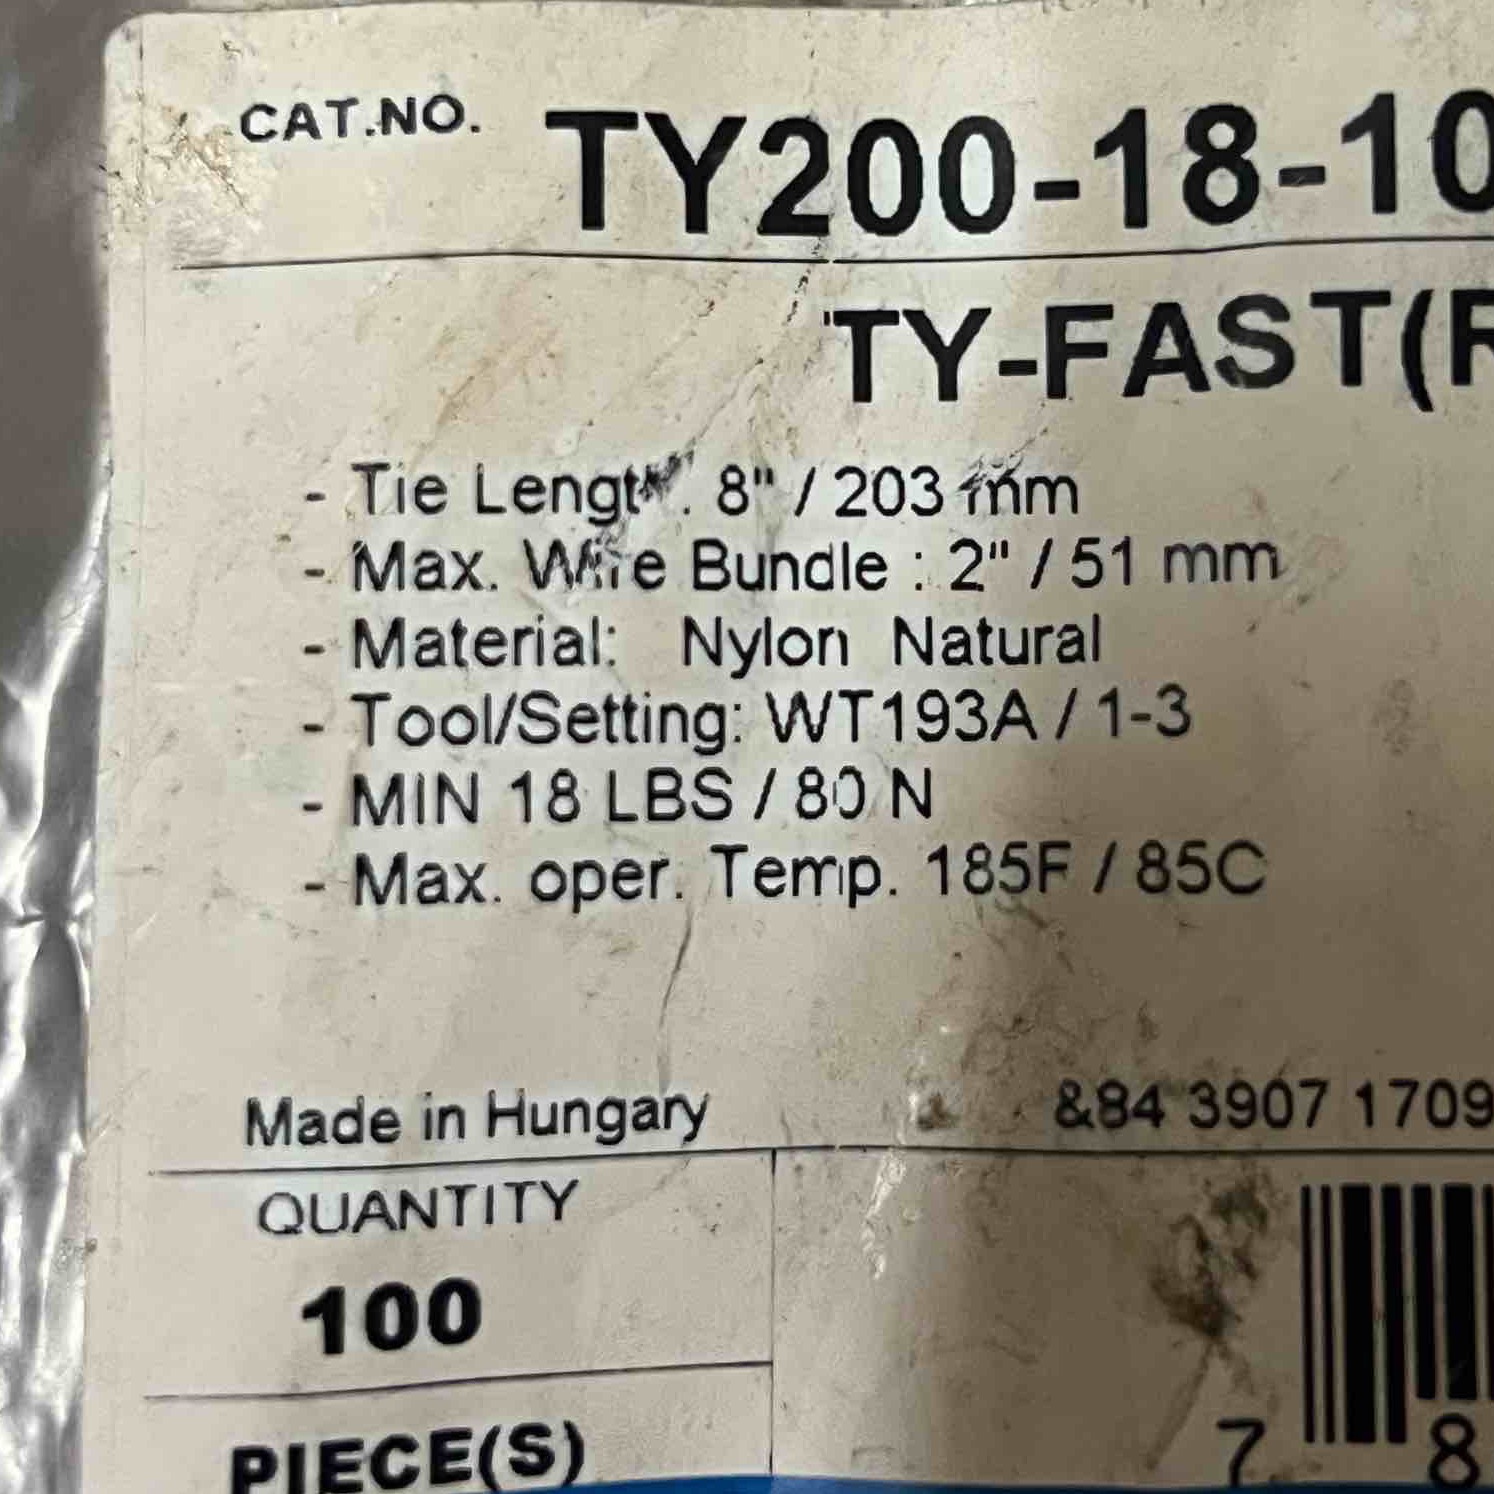 CAT.NO. TY200-18-10
TY-FAST(R
- Tie Length: 8" / 203 mm
- Max. Wire Bundle : 2" / 51 mm
- Material: Nylon Natural
- Tool/Setting: WT193A / 1-3
- MIN 18 LBS / 80 N
- Max. oper. Temp. 185F / 85C
Made in Hungary &84 3907 1709
QUANTITY
100
PIECE(S)
7 8